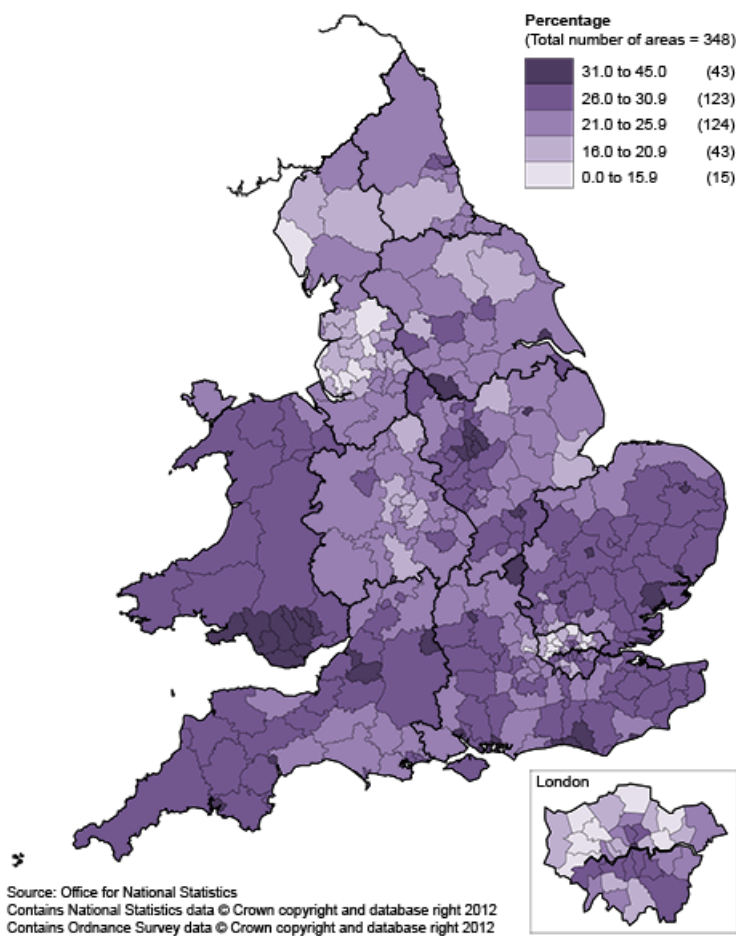 Percentage
(Total number of areas = 348)
31.0 to 45.0 (43)
26.0 to 30.9 (123)
21.0 to 25.9 (124)
16.0 to 20.9 (43)
0.0 to 15.9 (15)
London
Source: Office for National Statistics
Contains National Statistics data © Crown copyright and database right 2012
Contains Ordnance Survey data © Crown copyright and database right 2012